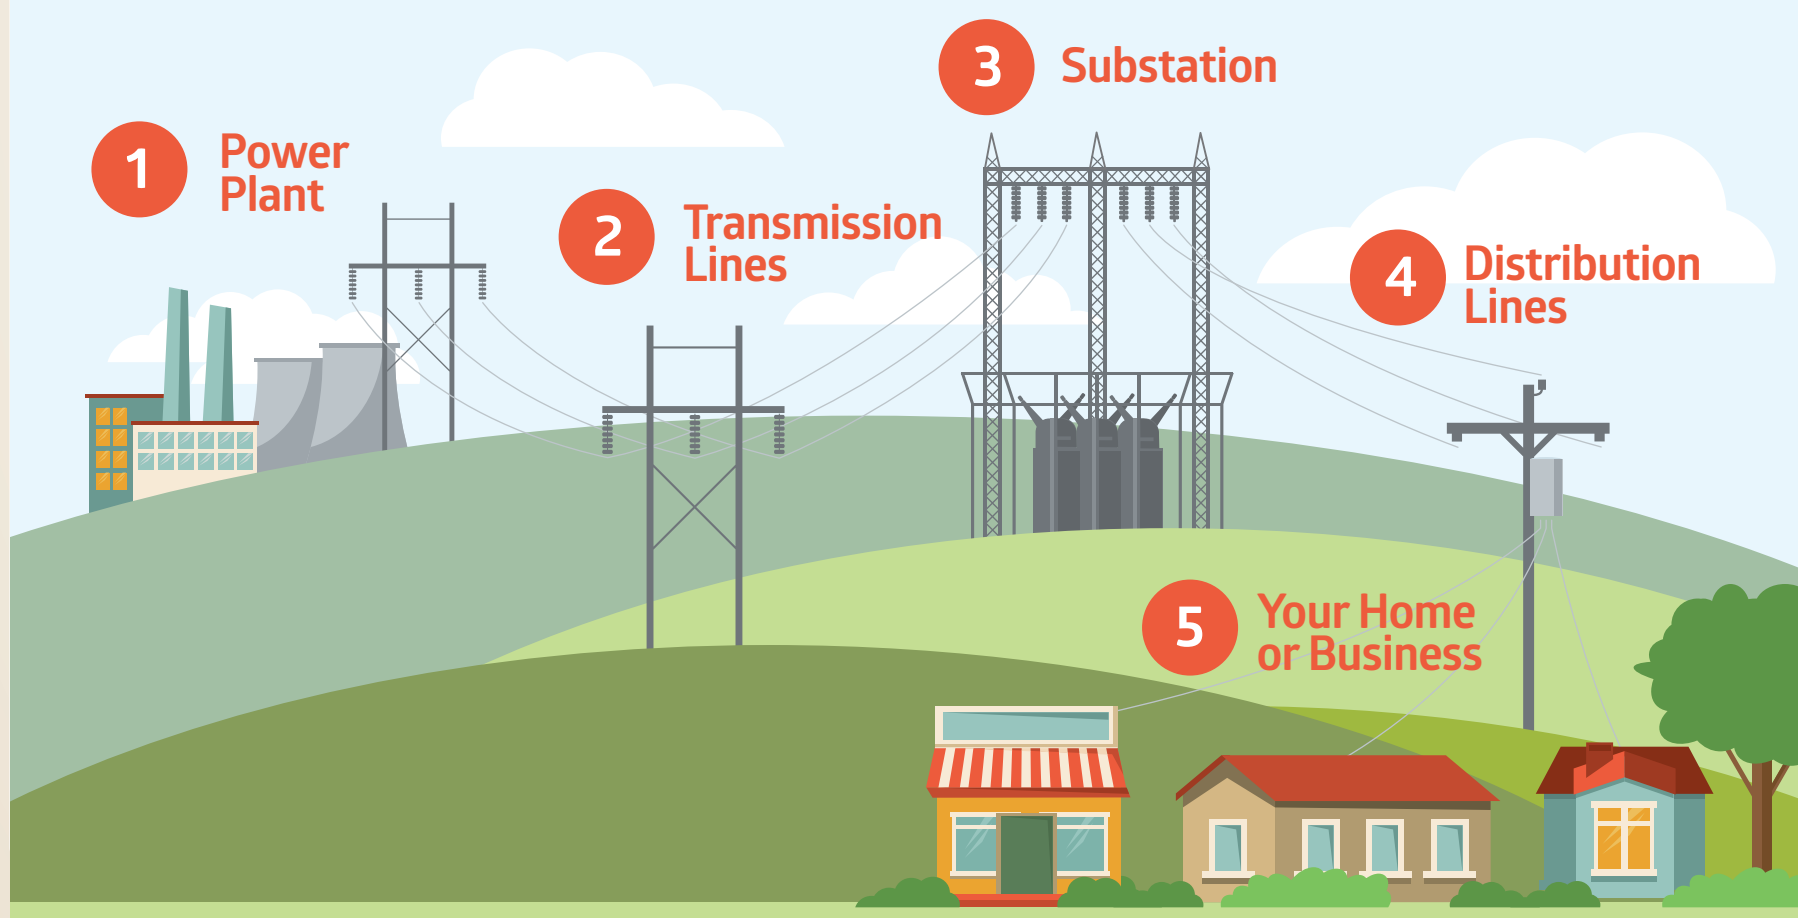 1
Power
Plant
2
Transmission
Lines
3
Substation
4
Distribution
Lines
5
Your Home
or Business